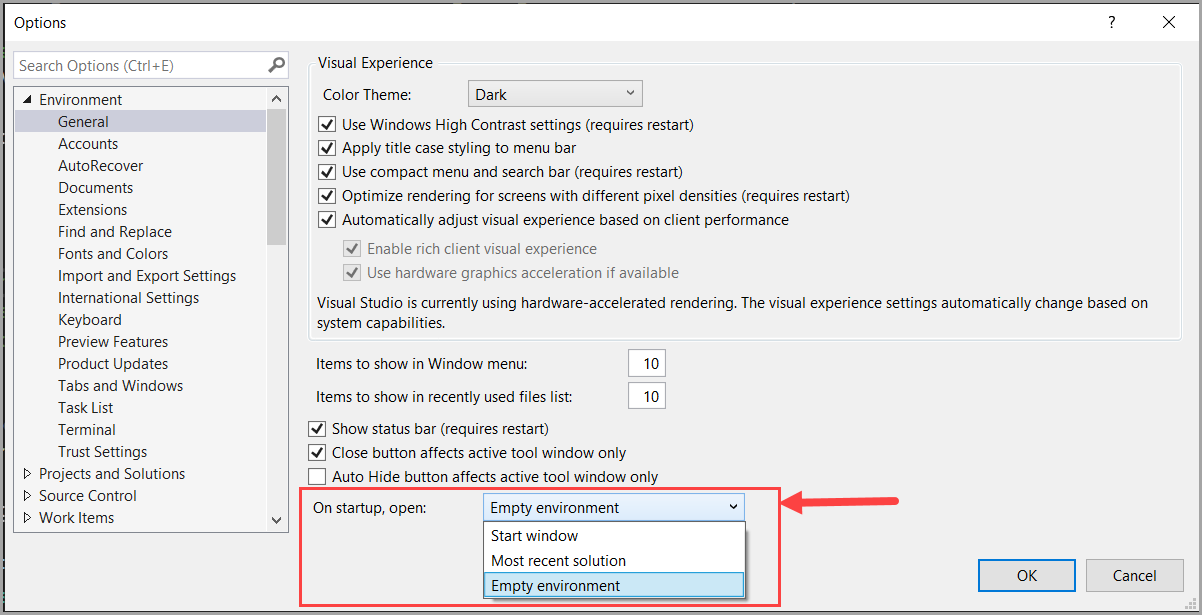 Options
?
Search Options (Ctrl+E)
Environment
General
Accounts
AutoRecover
Documents
Extensions
Find and Replace
Fonts and Colors
Import and Export Settings
International Settings
Keyboard
Preview Features
Product Updates
Tabs and Windows
Task List
Terminal
Trust Settings
Projects and Solutions
Source Control
Work Items
Visual Experience
Color Theme: Dark
Use Windows High Contrast settings (requires restart)
Apply title case styling to menu bar
Use compact menu and search bar (requires restart)
Optimize rendering for screens with different pixel densities (requires restart)
Automatically adjust visual experience based on client performance
Enable rich client visual experience
Use hardware graphics acceleration if available
Visual Studio is currently using hardware-accelerated rendering. The visual experience settings automatically change based on
system capabilities.
Items to show in Window menu: 10
Items to show in recently used files list: 10
Show status bar (requires restart)
Close button affects active tool window only
Auto Hide button affects active tool window only
On startup, open: Empty environment
Start window
Most recent solution
Empty environment
OK
Cancel